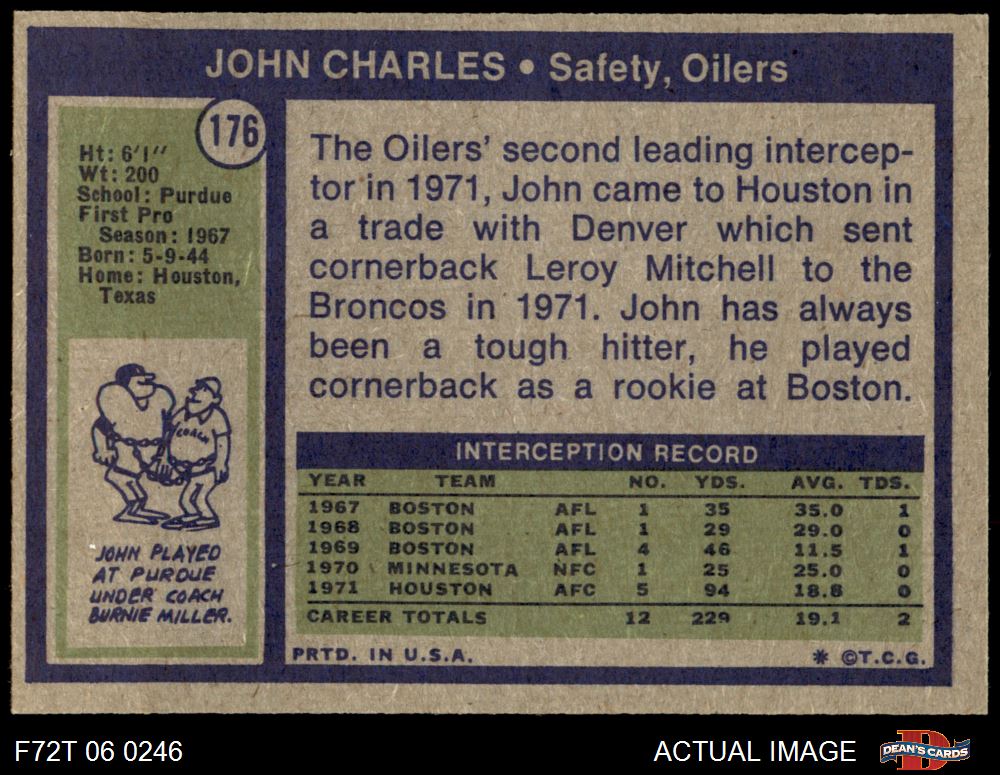 JOHN CHARLES • Safety, Oilers
176
Ht: 6'1"
Wt: 200
School: Purdue
First Pro
Season: 1967
Born: 5-9-44
Home: Houston,
Texas
COACH
JOHN PLAYED
AT PURDUE
UNDER COACH
BURNIE MILLER.
The Oilers' second leading intercep-
tor in 1971, John came to Houston in
a trade with Denver which sent
cornerback Leroy Mitchell to the
Broncos in 1971. John has always
been a tough hitter, he played
cornerback as a rookie at Boston.
INTERCEPTION RECORD
YEAR TEAM NO. YDS. AVG. TDS.
1967 BOSTON AFL 1 35 35.0 1
1968 BOSTON AFL 1 29 29.0 0
1969 BOSTON AFL 4 46 11.5 1
1970 MINNESOTA NFC 1 25 25.0 0
1971 HOUSTON AFC 5 94 18.8 0
CAREER TOTALS 12 229 19.1 2
PRTD. IN U.S.A. * ©T.C.G.
F72T 06 0246 ACTUAL IMAGE DEAN'S CARDS